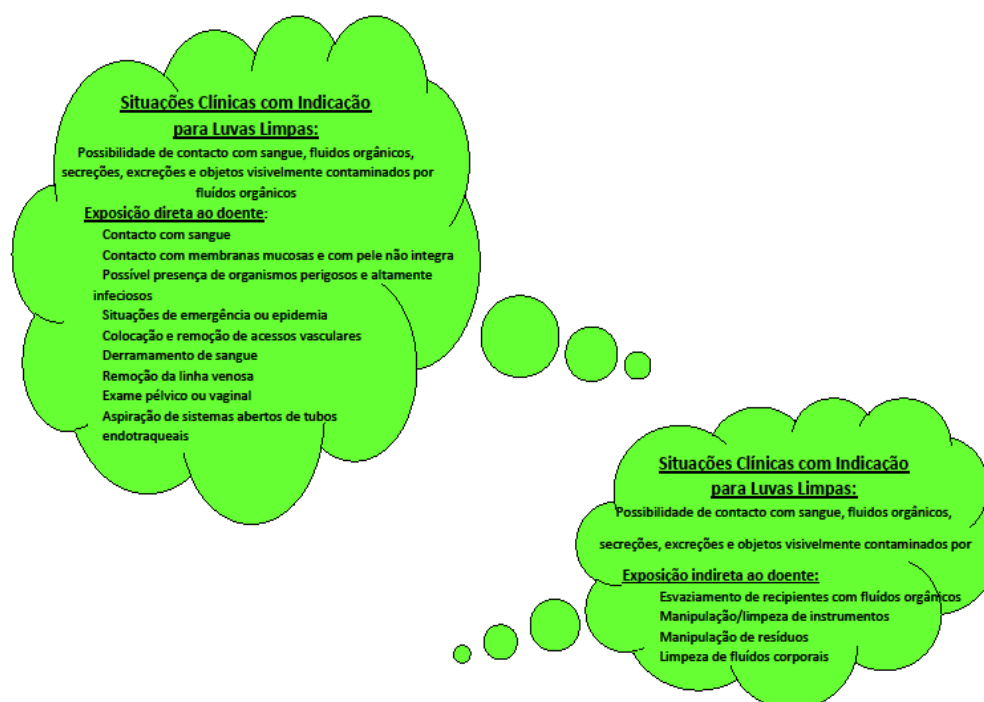 Situações Clínicas com Indicação
para Luvas Limpas:
Possibilidade de contacto com sangue, fluidos orgânicos,
secreções, excreções e objetos visivelmente contaminados por
fluídos orgânicos
Exposição direta ao doente:
Contacto com sangue
Contacto com membranas mucosas e com pele não integra
Possível presença de organismos perigosos e altamente
infeciosos
Situações de emergência ou epidemia
Colocação e remoção de acessos vasculares
Derramamento de sangue
Remoção da linha venosa
Exame pélvico ou vaginal
Aspiração de sistemas abertos de tubos
endotraqueais
Situações Clínicas com Indicação
para Luvas Limpas:
Possibilidade de contacto com sangue, fluidos orgânicos,
secreções, excreções e objetos visivelmente contaminados por
Exposição indireta ao doente:
Esvaziamento de recipientes com fluídos orgânicos
Manipulação/limpeza de instrumentos
Manipulação de resíduos
Limpeza de fluídos corporais